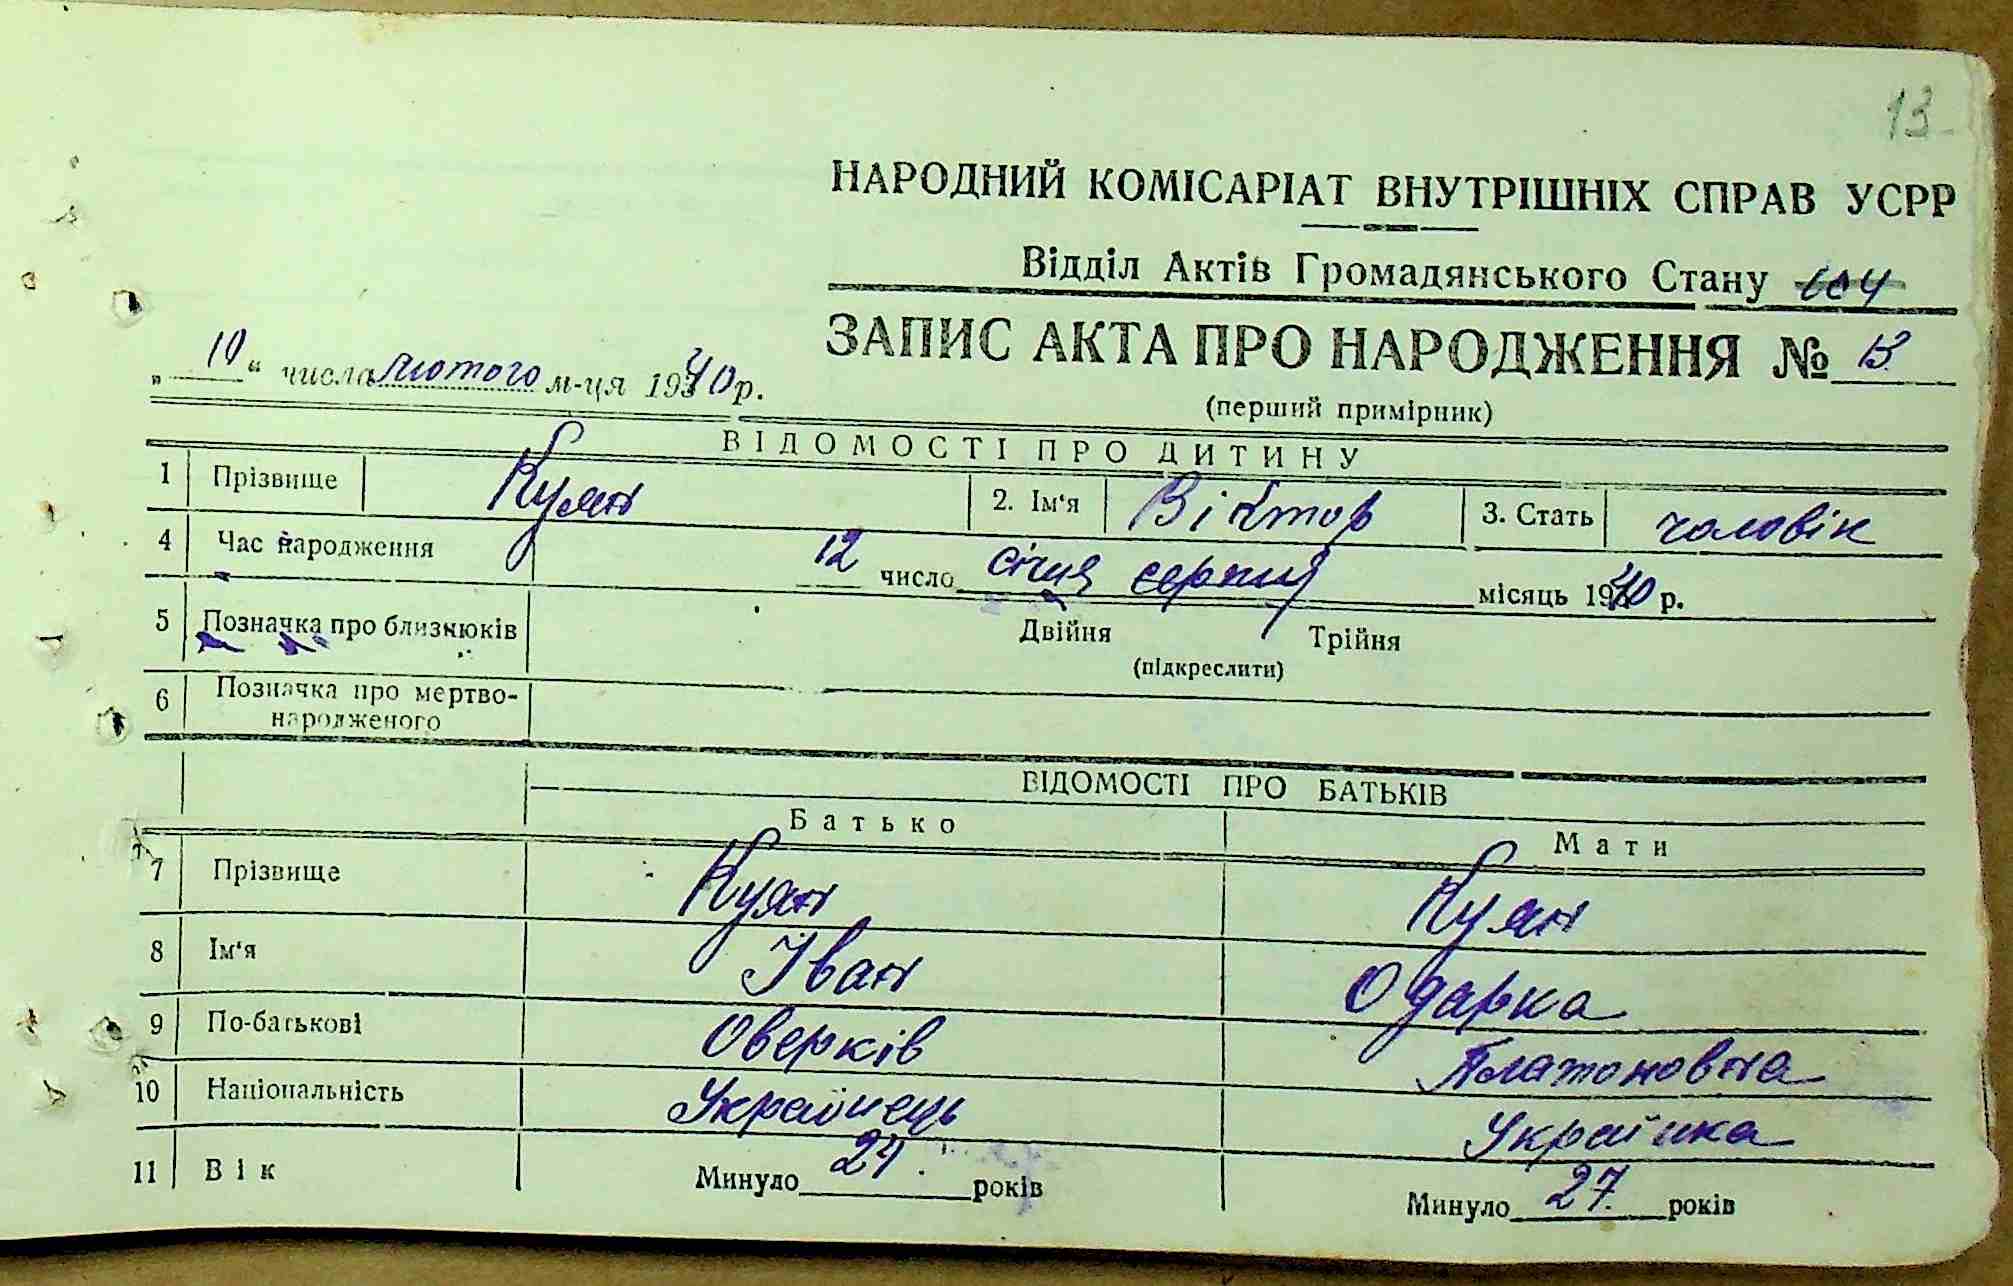 13
НАРОДНИЙ КОМІСАРІАТ ВНУТРІШНІХ СПРАВ УСРР
Відділ Актів Громадянського Стану
ЗАПИС АКТА ПРО НАРОДЖЕННЯ № 13
„10“ числа лютого м-ця 1940 р.
(перший примірник)
ВІДОМОСТІ ПРО ДИТИНУ
1 Прізвище Куян 2. Ім'я Віктор 3. Стать чоловік
4 Час народження 12 число січня серпня місяць 1940 р.
5 Позначка про близнюків Двійня Трійня
(підкреслити)
6 Позначка про мертво-
народженого
ВІДОМОСТІ ПРО БАТЬКІВ
Батько Мати
7 Прізвище Куян Куян
8 Ім'я Іван Одарка
9 По-батькові Оверків Платоновна
10 Національність Українець Українка
11 Вік Минуло 24 років Минуло 27 років